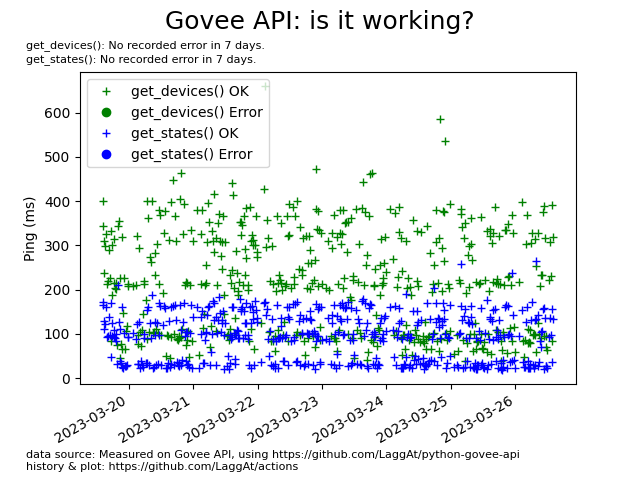 Govee API: is it working?
get_devices(): No recorded error in 7 days.
get_states(): No recorded error in 7 days.
get_devices() OK
get_devices() Error
get_states() OK
get_states() Error
Ping (ms)
600
500
400
300
200
100
0
2023-03-20
2023-03-21
2023-03-22
2023-03-23
2023-03-24
2023-03-25
2023-03-26
data source: Measured on Govee API, using https://github.com/LaggAt/python-govee-api
history & plot: https://github.com/LaggAt/actions